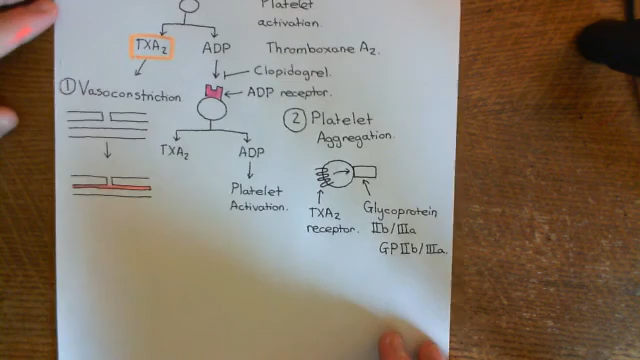 Platelet
activation.
TXA2
ADP
Thromboxane A2.
Clopidogrel.
ADP receptor.
① Vasoconstriction
② Platelet
Aggregation.
TXA2
ADP
Platelet
Activation.
TXA2
receptor.
Glycoprotein
IIb/IIIa
GPIIb/IIIa.